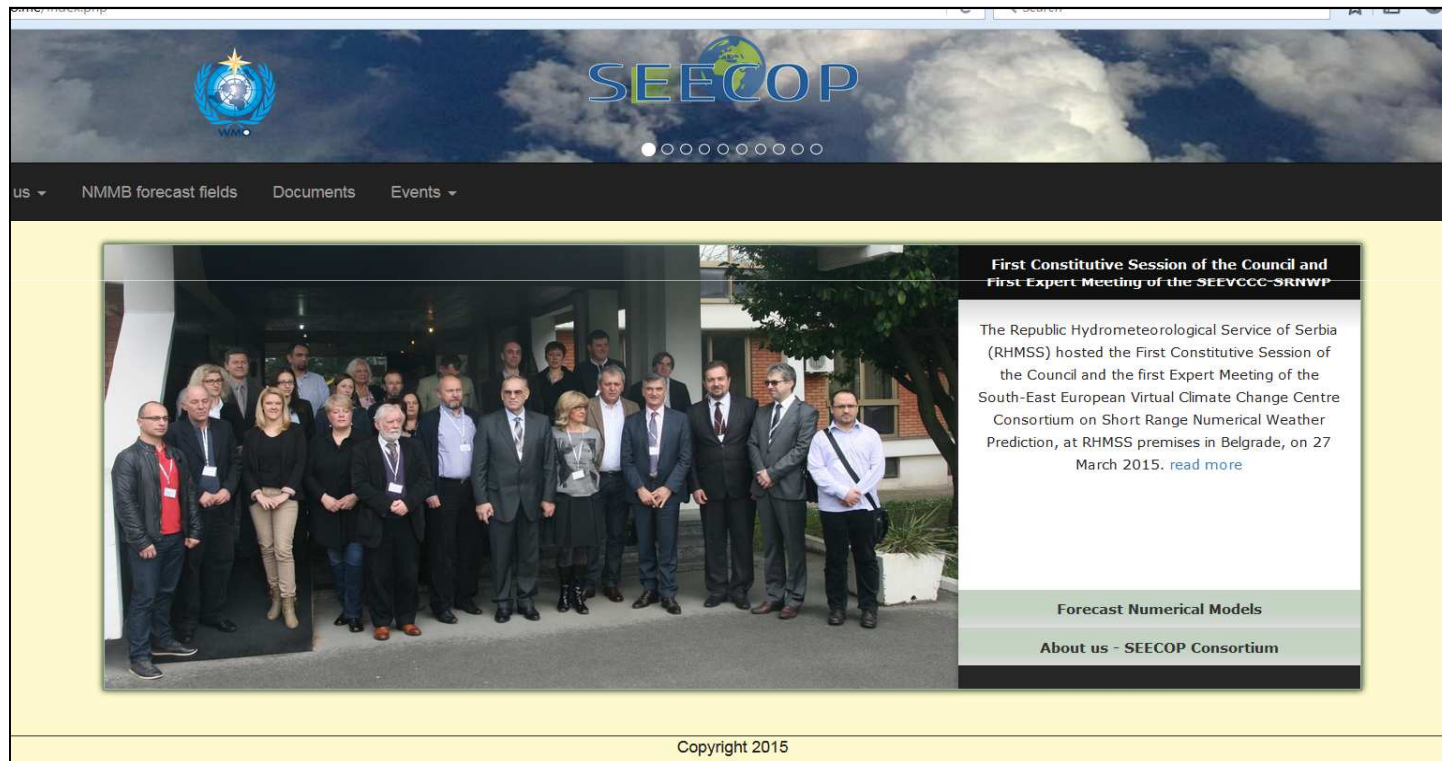 /index.php
Search
WMO
SEECOP
us
NMMB forecast fields
Documents
Events
First Constitutive Session of the Council and
First Expert Meeting of the SEEVCCC-SRNWP
The Republic Hydrometeorological Service of Serbia
(RHMSS) hosted the First Constitutive Session of
the Council and the first Expert Meeting of the
South-East European Virtual Climate Change Centre
Consortium on Short Range Numerical Weather
Prediction, at RHMSS premises in Belgrade, on 27
March 2015. read more
Forecast Numerical Models
About us - SEECOP Consortium
Copyright 2015